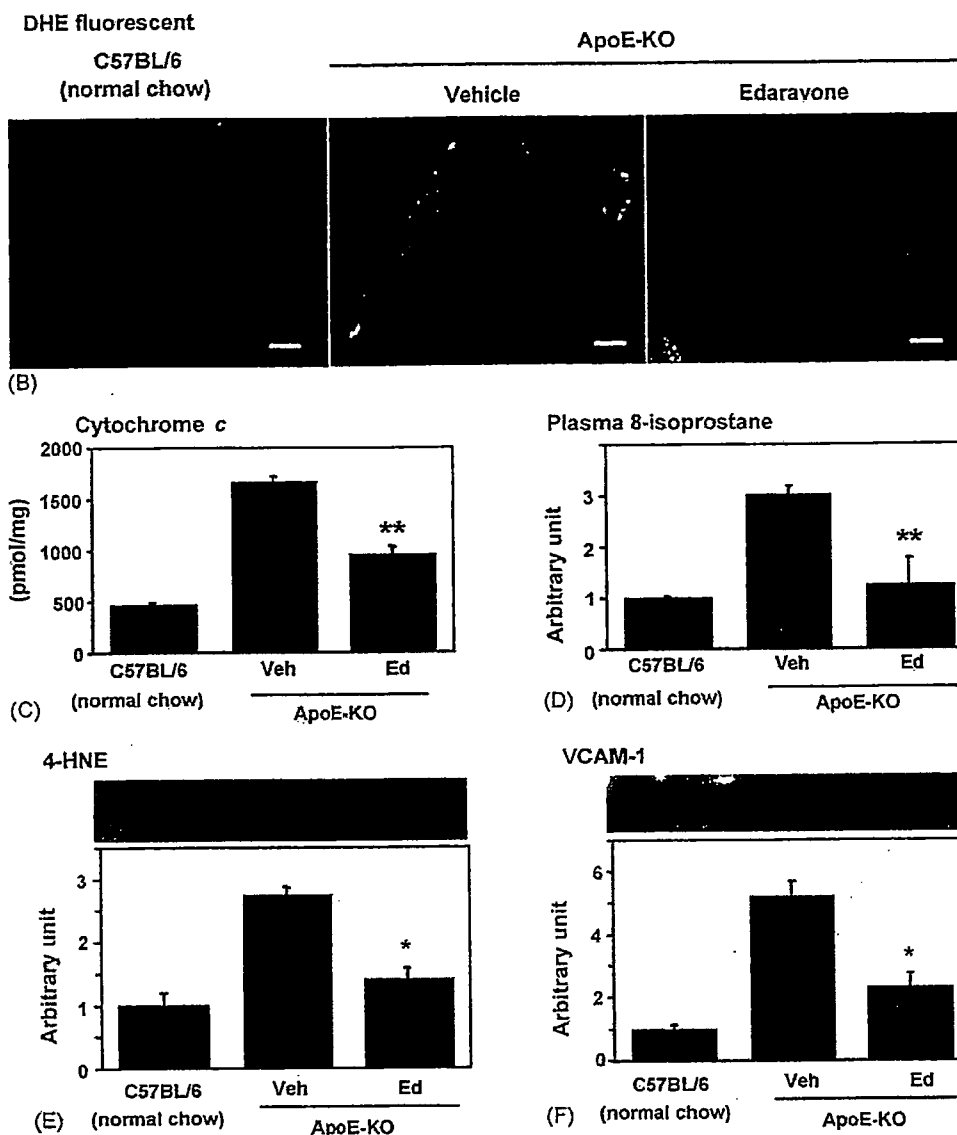 DHE fluorescent
C57BL/6
(normal chow)
ApoE-KO
Vehicle
Edaravone
(B)
Cytochrome c
(pmol/mg)
2000
1500
1000
500
0
**
C57BL/6
(normal chow)
Veh
Ed
ApoE-KO
(C)
Plasma 8-isoprostane
Arbitrary unit
3
2
1
0
**
C57BL/6
(normal chow)
Veh
Ed
ApoE-KO
(D)
4-HNE
Arbitrary unit
3
2
1
0
*
C57BL/6
(normal chow)
Veh
Ed
ApoE-KO
(E)
VCAM-1
Arbitrary unit
6
4
2
0
*
C57BL/6
(normal chow)
Veh
Ed
ApoE-KO
(F)